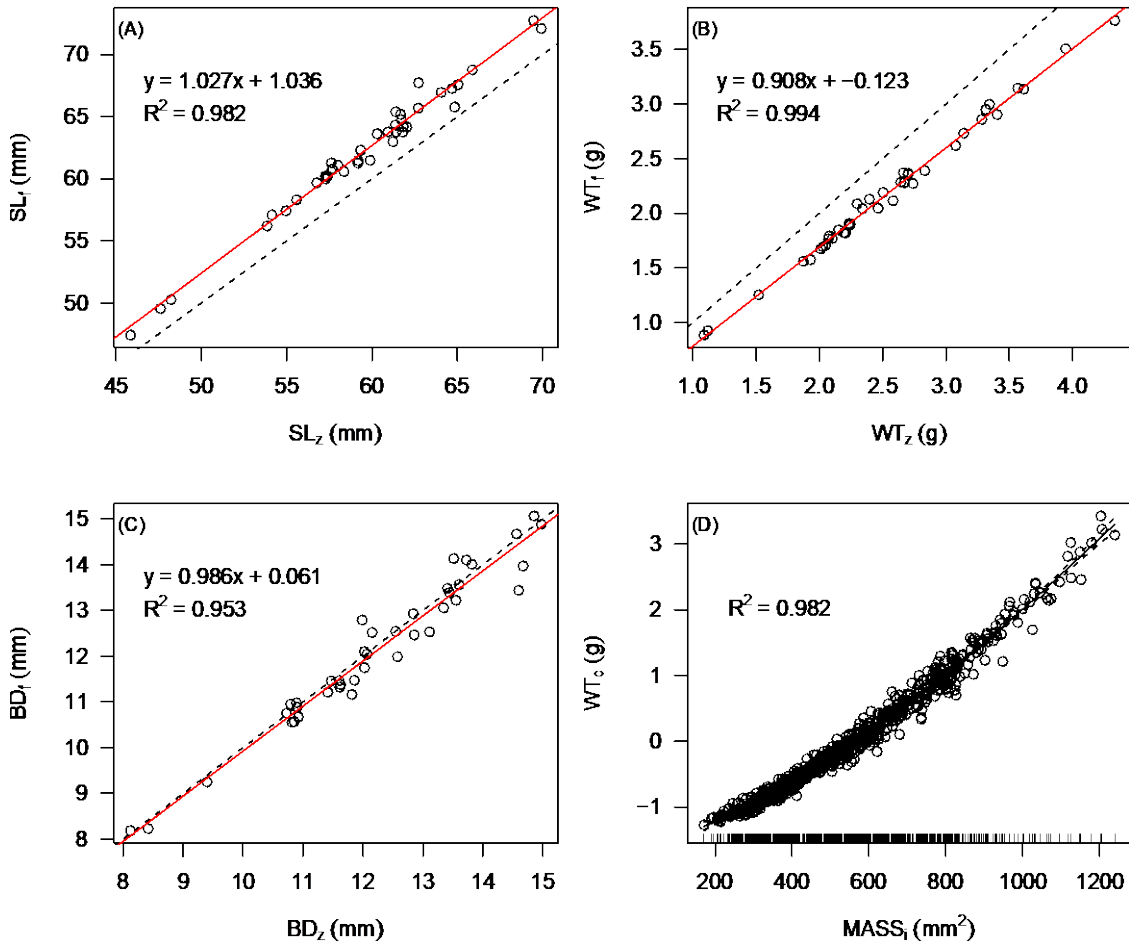 (A)
y = 1.027x + 1.036
R² = 0.982
70
65
60
55
50
SLf (mm)
45 50 55 60 65 70
SLz (mm)
(B)
y = 0.908x + −0.123
R² = 0.994
3.5
3.0
2.5
2.0
1.5
1.0
WTf (g)
1.0 1.5 2.0 2.5 3.0 3.5 4.0
WTz (g)
(C)
y = 0.986x + 0.061
R² = 0.953
15
14
13
12
11
10
9
8
BDf (mm)
8 9 10 11 12 13 14 15
BDz (mm)
(D)
R² = 0.982
3
2
1
0
−1
WTc (g)
200 400 600 800 1000 1200
MASSi (mm²)